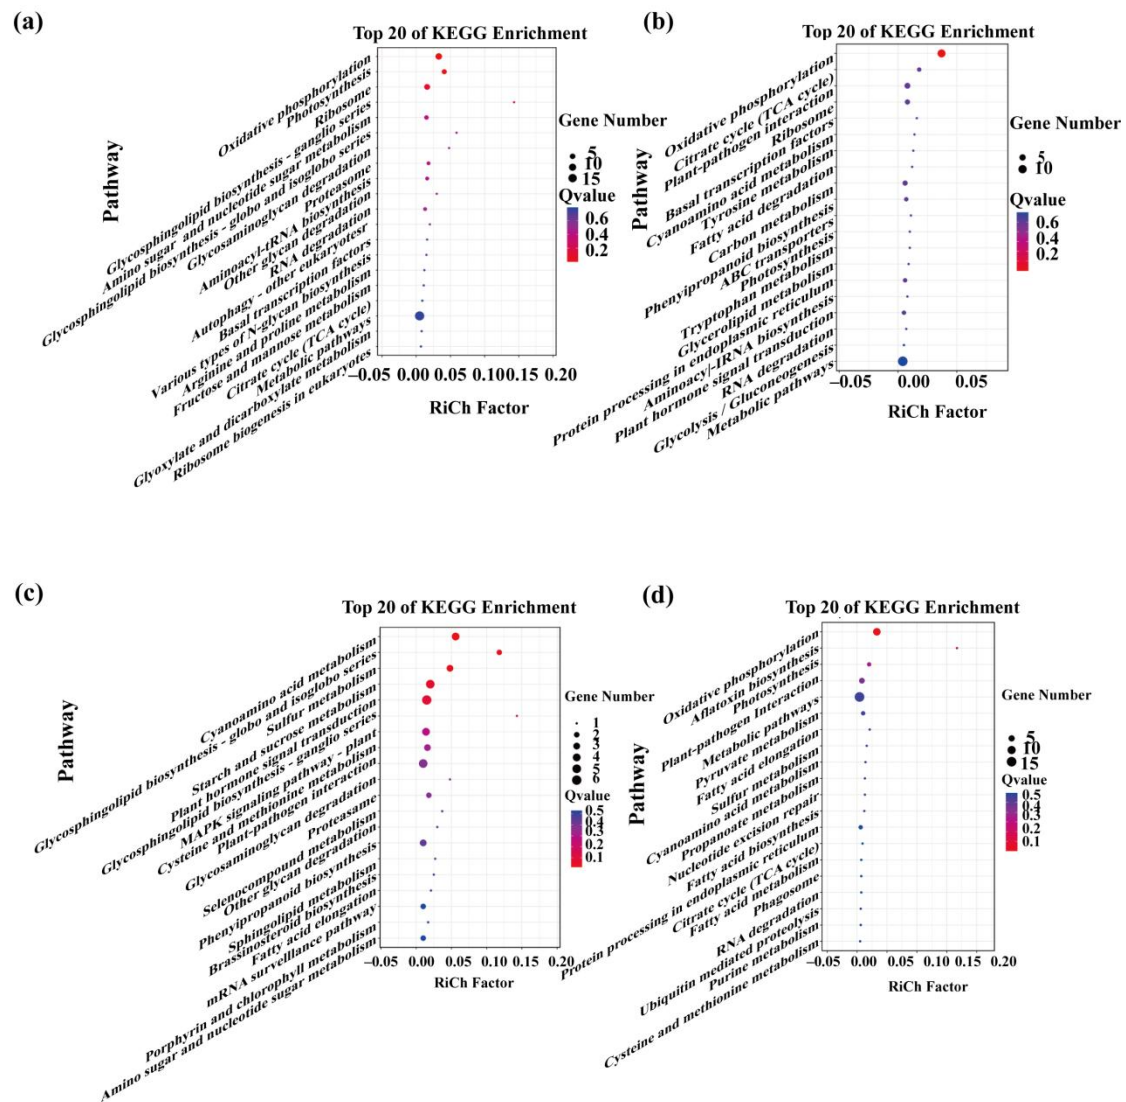 (a)
Top 20 of KEGG Enrichment
Oxidative phosphorylation
Photosynthesis
Ribosome
Glycosphingolipid biosynthesis - ganglio series
Amino sugar and nucleotide sugar metabolism
Glycosphingolipid biosynthesis - globo and isoglobo series
Glycosaminoglycan degradation
Proteasome
Aminoacyl-tRNA biosynthesis
Other glycan degradation
RNA degradation
Autophagy - other eukaryotesr
Basal transcription factors
Various types of N-glycan biosynthesis
Arginine and proline metabolism
Fructose and mannose metabolism
Citrate cycle (TCA cycle)
Metabolic pathways
Glyoxylate and dicarboxylate metabolism
Ribosome biogenesis in eukaryotes
Pathway
Gene Number
5
10
15
Qvalue
0.6
0.4
0.2
−0.05
0.00
0.10
0.10
0.20
RiCh Factor
(b)
Top 20 of KEGG Enrichment
Oxidative phosphorylation
Citrate cycle (TCA cycle)
Plant-pathogen interaction
Ribosome
Basal transcription factors
Cyanoamino acid metabolism
Tyrosine metabolism
Fatty acid degradation
Carbon metabolism
Phenyipropanoid biosynthesis
ABC transporters
Photosynthesis
Tryptophan metabolism
Glycerolipid metabolism
Protein processing in endoplasmic reticulum
Aminoacy|-IRNA biosynthesis
Plant hormone signal transduction
RNA degradation
Glycolysis / Gluconeogenesis
Metabolic pathways
Pathway
Gene Number
5
10
Qvalue
0.6
0.4
0.2
−0.05
0.00
0.05
RiCh Factor
(c)
Top 20 of KEGG Enrichment
Cyanoamino acid metabolism
Glycosphingolipid biosynthesis - globo and isoglobo series
Sulfur metabolism
Starch and sucrose metabolism
Plant hormone signal transduction
Glycosphingolipid biosynthesis - ganglio series
MAPK signaling pathway - plant
Cysteine and methionine metabolism
Plant-pathogen interaction
Glycosaminoglycan degradation
Proteasame
Selenocompound metabolism
Other glycan degradation
Phenyipropanoid biosynthesis
Sphingolipid metabolism
Brassinosteroid biosynthesis
Fatty acid elongation
mRNA survellance pathway
Porphyrin and chlorophyll metabolism
Amino sugar and nucleotide sugar metabolism
Pathway
Gene Number
1
2
3
4
5
6
Qvalue
0.5
0.4
0.3
0.2
0.1
−0.05
0.00
0.05
0.10
0.15
0.20
RiCh Factor
(d)
Top 20 of KEGG Enrichment
Oxidative phosphorylation
Aflatoxin biosynthesis
Photosynthesis
Plant-pathogen Interaction
Metabolic pathways
Pyruvate metabolism
Fatty acid elongation
Sulfur metabolism
Cyanoamino acid metabolism
Propanoate metabolism
Nucleotide excision repair
Fatty acid biosynthesis
Protein processing in endoplasmic reticulum
Citrate cycle (TCA cycle)
Fatty acid metabolism
Phagosome
RNA degradation
Ubiquitin mediated proteolysis
Purine metabolism
Cysteine and methionine metabolism
Pathway
Gene Number
5
10
15
Qvalue
0.5
0.4
0.3
0.2
0.1
−0.05
0.00
0.05
0.10
0.15
0.20
RiCh Factor